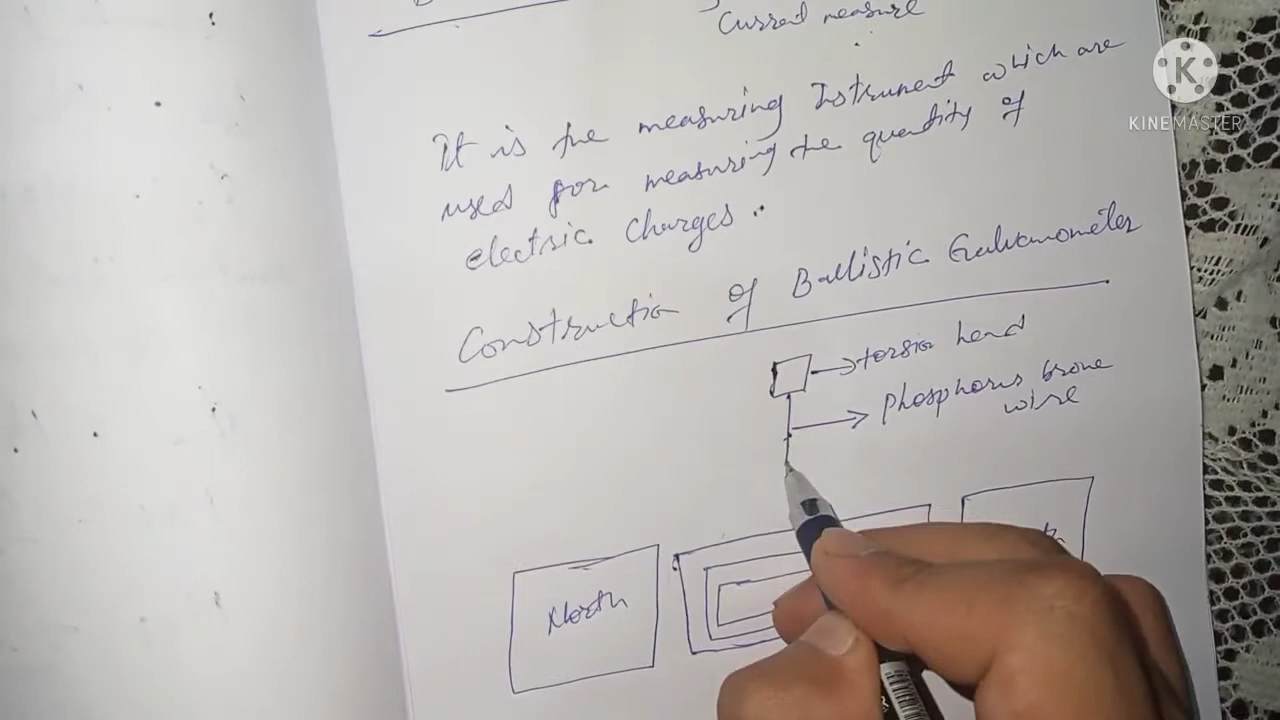 Current measure
It is the measuring Instrument which are
used for measuring the quantity of
electric charges.
Construction of Ballistic Galvanometer
torsion head
Phosphorus brone
wire
North
K
KINEMASTER